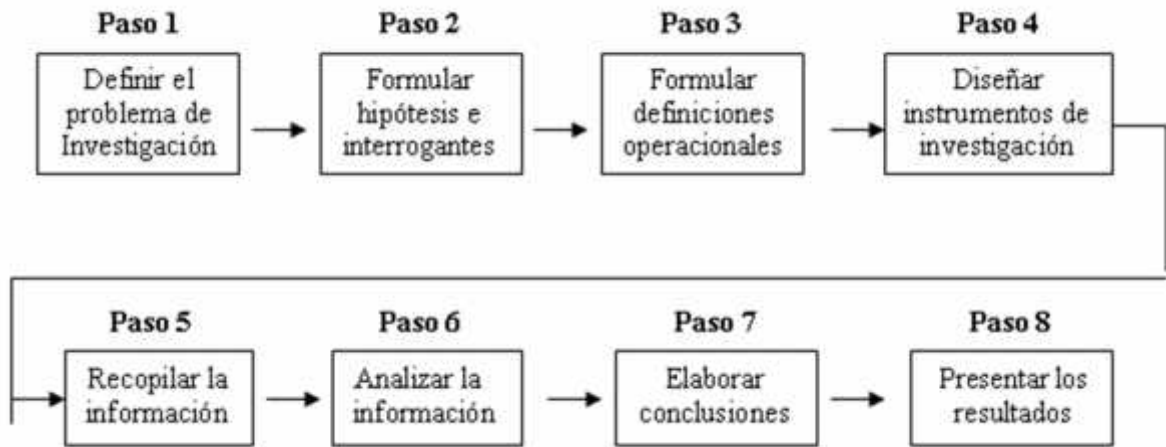 Paso 1
Definir el
problema de
Investigación
Paso 2
Formular
hipótesis e
interrogantes
Paso 3
Formular
definiciones
operacionales
Paso 4
Diseñar
instrumentos de
investigación
Paso 5
Recopilar la
información
Paso 6
Analizar la
información
Paso 7
Elaborar
conclusiones
Paso 8
Presentar los
resultados